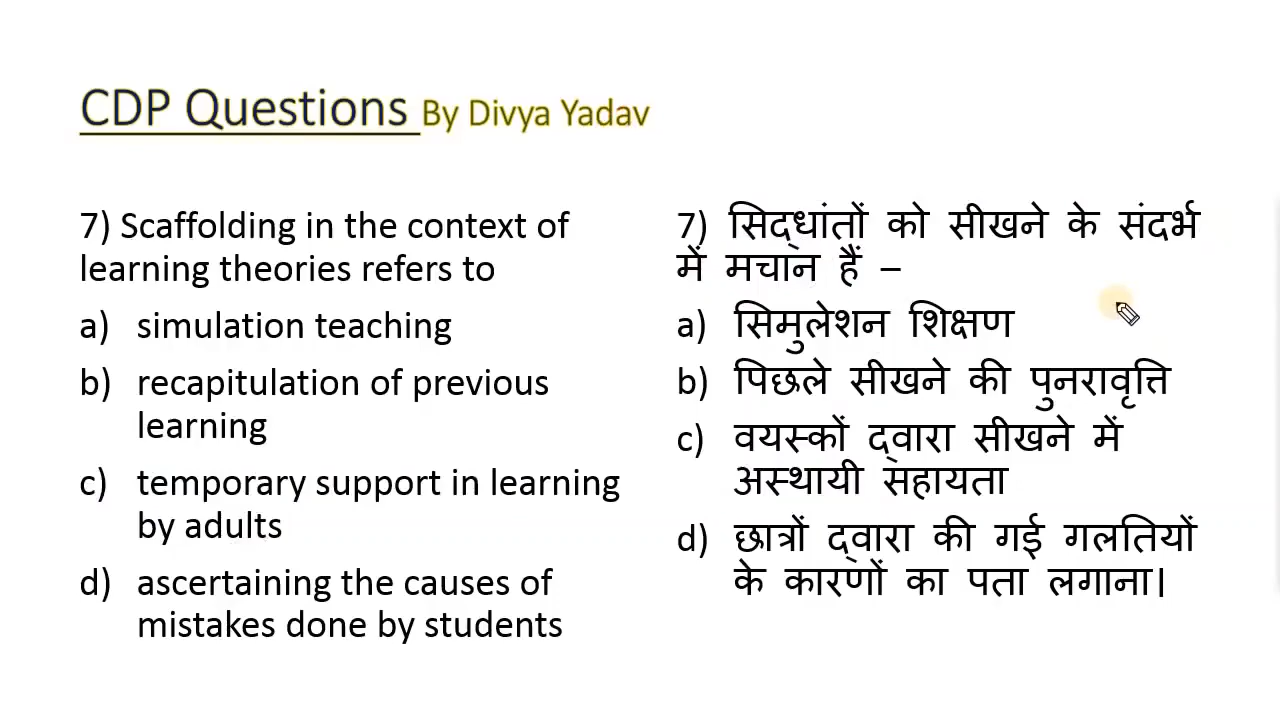 CDP Questions By Divya Yadav
7) Scaffolding in the context of
learning theories refers to
a) simulation teaching
b) recapitulation of previous
learning
c) temporary support in learning
by adults
d) ascertaining the causes of
mistakes done by students
7) सिद्धांतों को सीखने के संदर्भ
में मचान हैं –
a) सिमुलेशन शिक्षण
b) पिछले सीखने की पुनरावृत्ति
c) वयस्कों द्वारा सीखने में
अस्थायी सहायता
d) छात्रों द्वारा की गई गलतियों
के कारणों का पता लगाना।